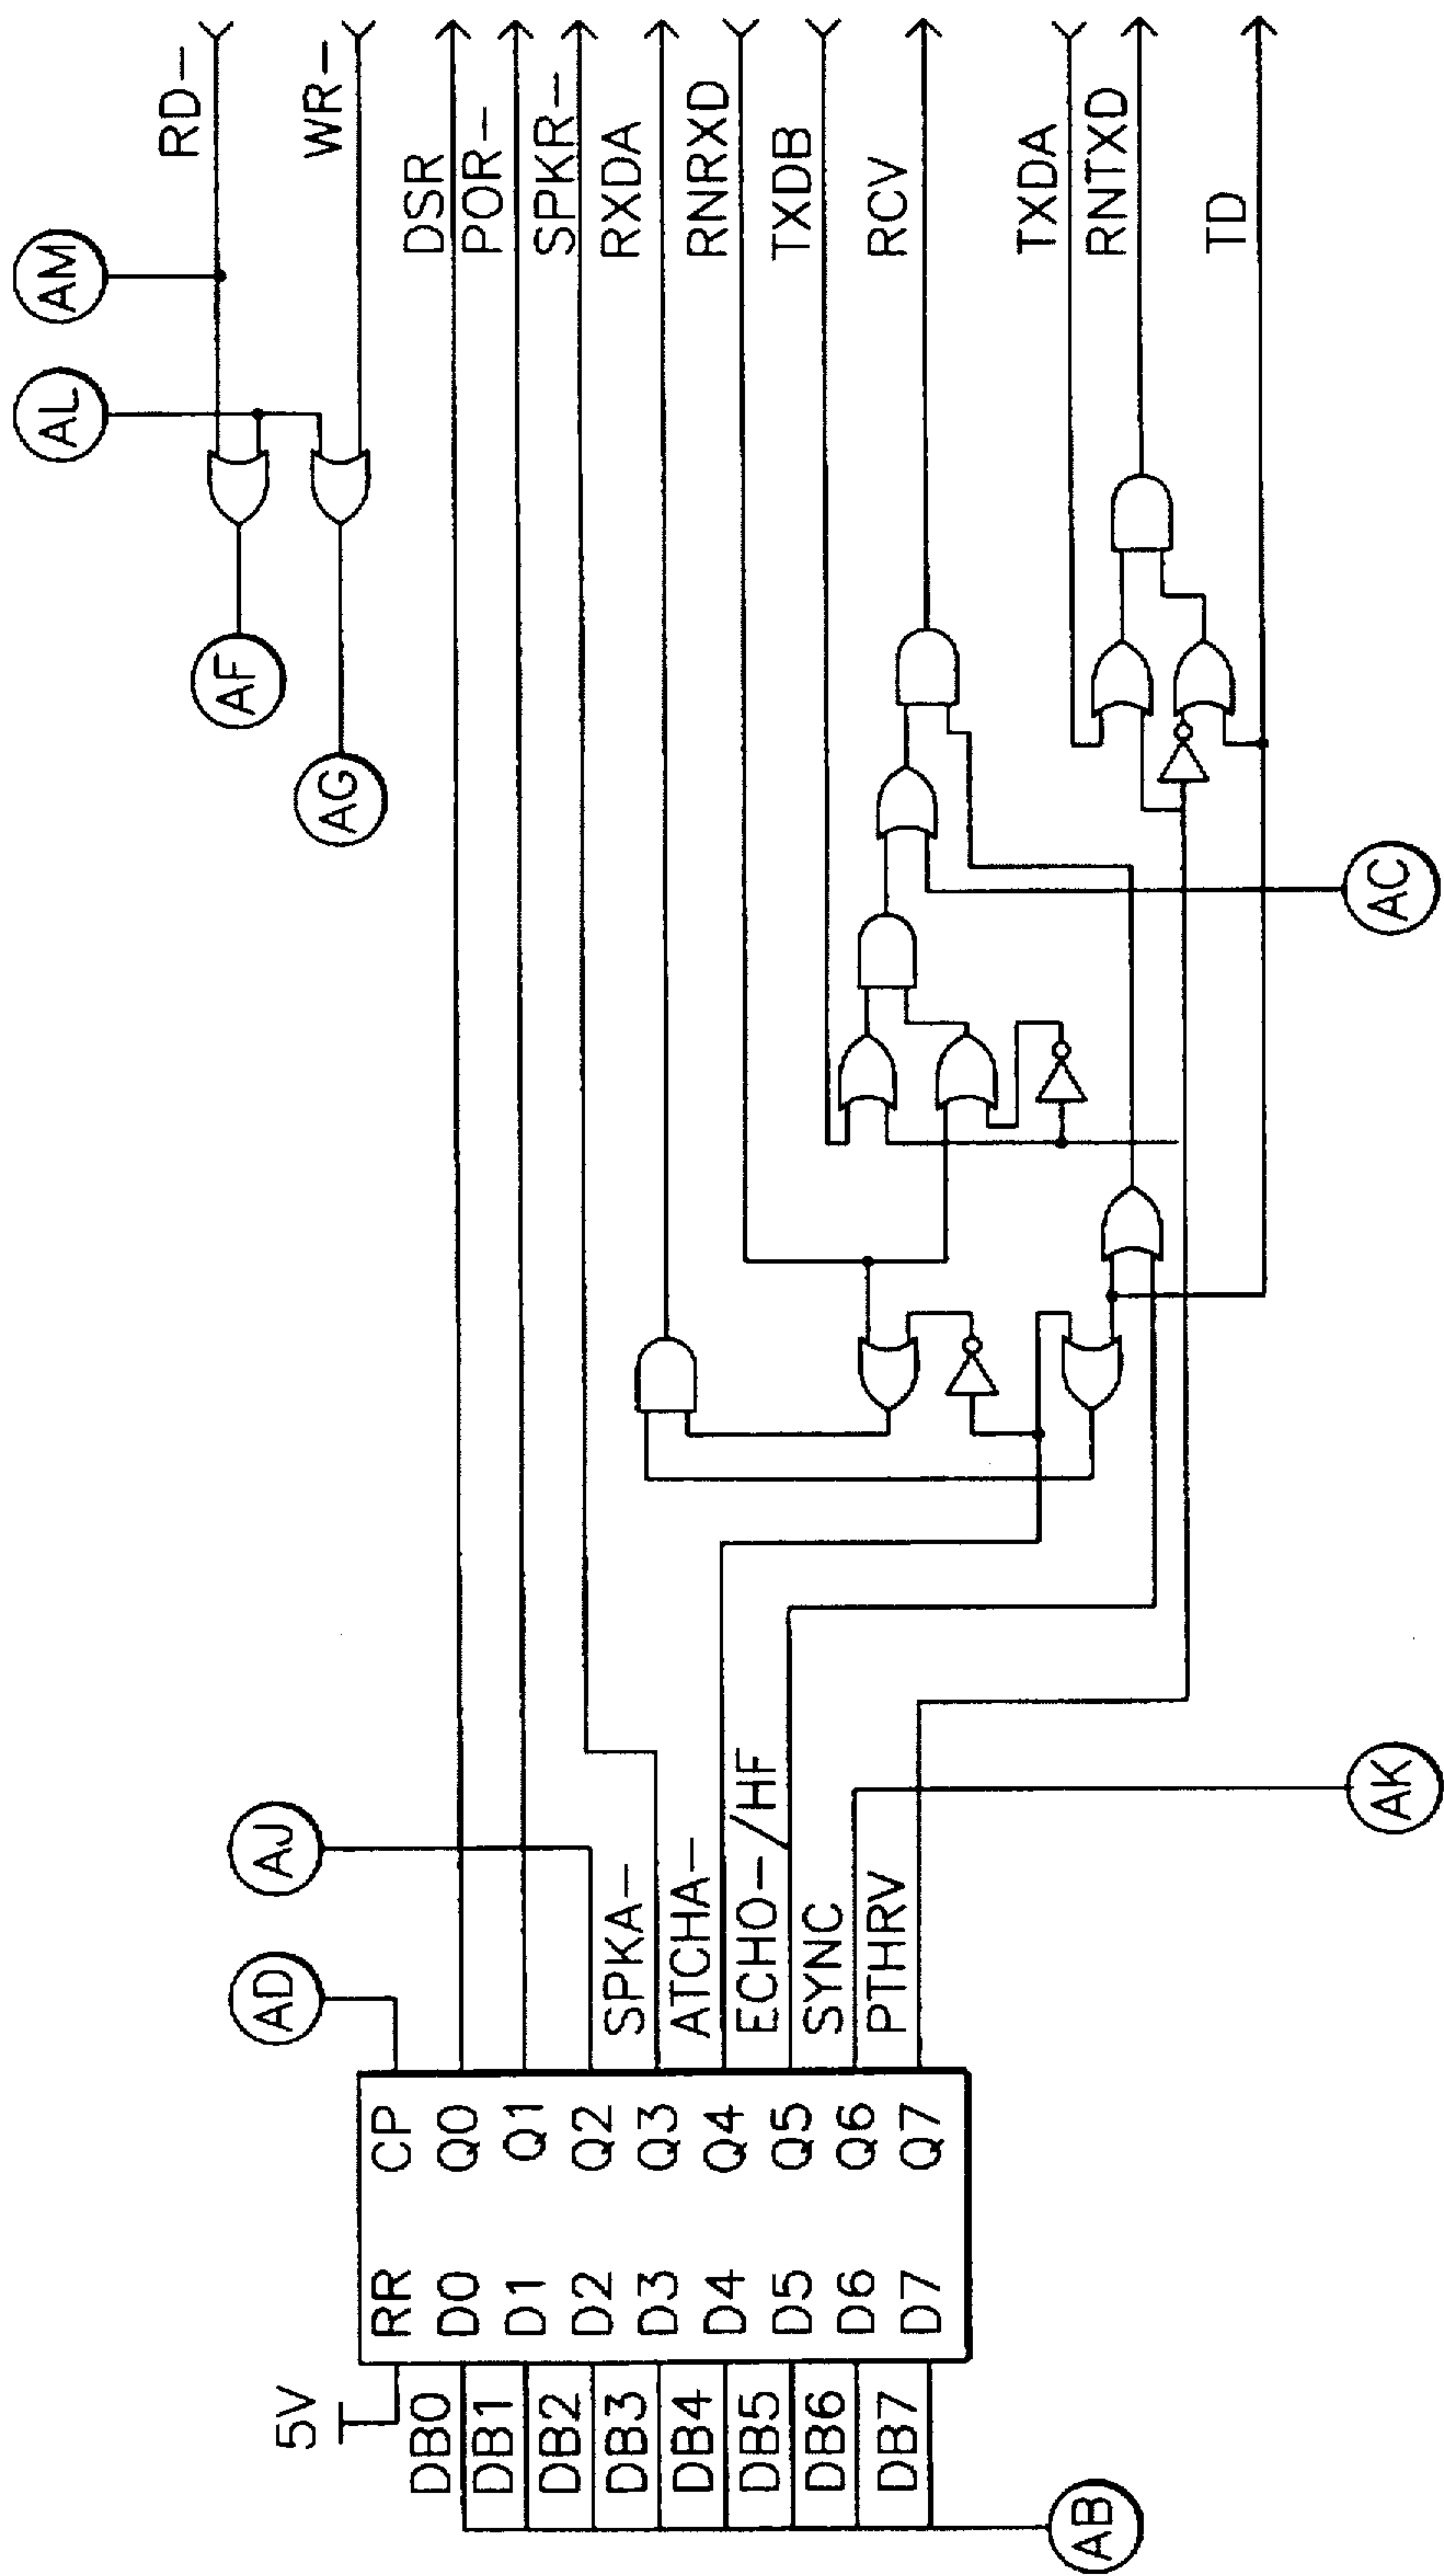 AB
5V
DB0
DB1
DB2
DB3
DB4
DB5
DB6
DB7
RR CP
D0 Q0
D1 Q1
D2 Q2
D3 Q3
D4 Q4
D5 Q5
D6 Q6
D7 Q7
AD
AJ
SPKA-
ATCHA-
ECHO-/HF
SYNC
PTHRV
AK
AC
AG
AF
AL
AM
RD-
WR-
DSR
POR-
SPKR-
RXDA
RNRXD
TXDB
RCV
TXDA
RNTXD
TD